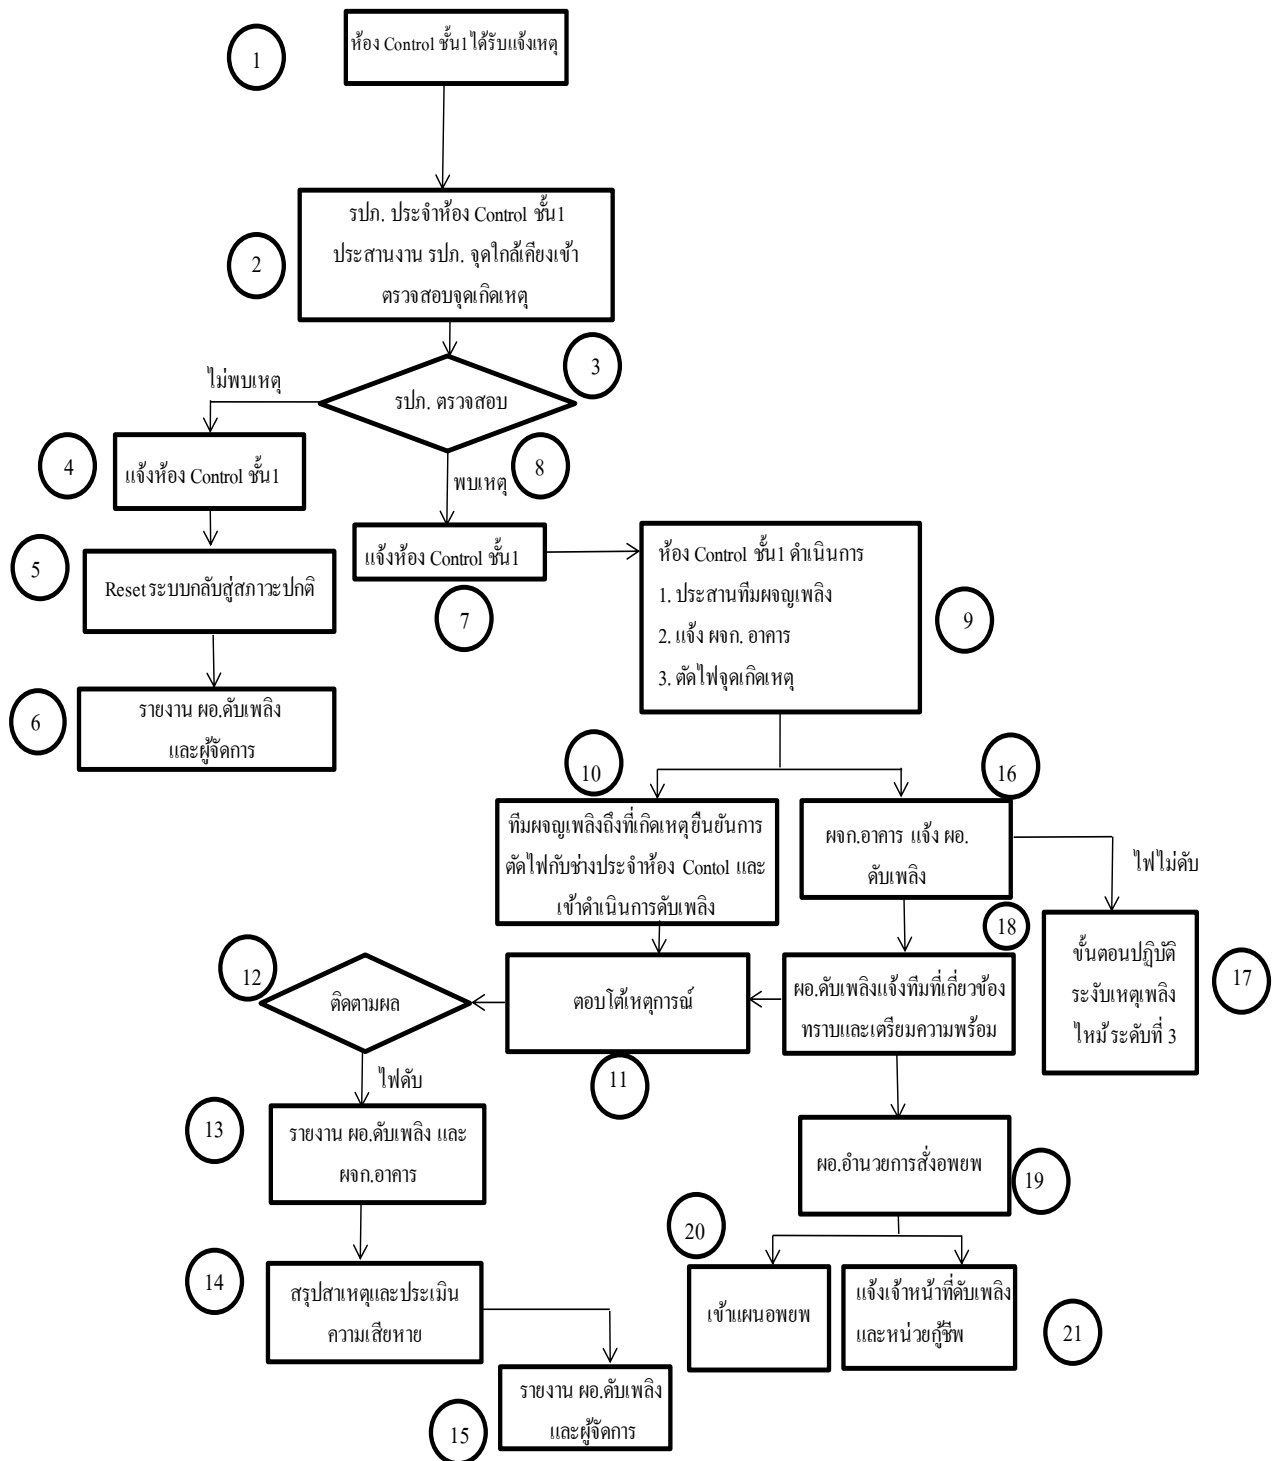 1
ห้อง Control ชั้น1 ได้รับแจ้งเหตุ
2
รปภ. ประจำห้อง Control ชั้น1
ประสานงาน รปภ. จุดใกล้เคียงเข้า
ตรวจสอบจุดเกิดเหตุ
3
รปภ. ตรวจสอบ
ไม่พบเหตุ
4
แจ้งห้อง Control ชั้น1
5
Reset ระบบกลับสู่สภาวะปกติ
6
รายงาน ผอ.ดับเพลิง
และผู้จัดการ
8
พบเหตุ
แจ้งห้อง Control ชั้น1
7
ห้อง Control ชั้น1 ดำเนินการ
1. ประสานทีมผจญเพลิง
2. แจ้ง ผจก. อาคาร
3. ตัดไฟจุดเกิดเหตุ
9
10
ทีมผจญเพลิงถึงที่เกิดเหตุ ยืนยันการ
ตัดไฟกับช่างประจำห้อง Contol และ
เข้าดำเนินการดับเพลิง
16
ผจก.อาคาร แจ้ง ผอ.
ดับเพลิง
ไฟไม่ดับ
17
ขั้นตอนปฏิบัติ
ระงับเหตุเพลิง
ไหม้ ระดับที่ 3
18
ผอ.ดับเพลิงแจ้งทีมที่เกี่ยวข้อง
ทราบและเตรียมความพร้อม
ตอบโต้เหตุการณ์
11
12
ติดตามผล
ไฟดับ
13
รายงาน ผอ.ดับเพลิง และ
ผจก.อาคาร
14
สรุปสาเหตุและประเมิน
ความเสียหาย
15
รายงาน ผอ.ดับเพลิง
และผู้จัดการ
ผอ.อำนวยการสั่งอพยพ
19
20
เข้าแผนอพยพ
แจ้งเจ้าหน้าที่ดับเพลิง
และหน่วยกู้ชีพ
21